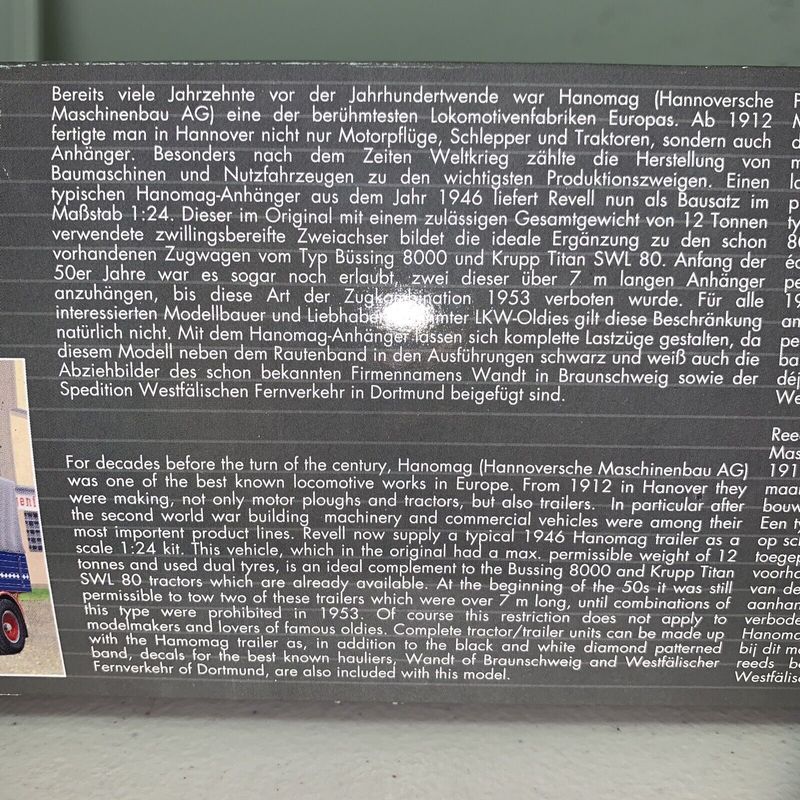 Bereits viele Jahrzehnte vor der Jahrhundertwende war Hanomag (Hannoversche
Maschinenbau AG) eine der berühmtesten Lokomotivenfabriken Europas. Ab 1912
fertigte man in Hannover nicht nur Motorpflüge, Schlepper und Traktoren, sondern auch
Anhänger. Besonders nach dem Zeiten Weltkrieg zählte die Herstellung von
Baumaschinen und Nutzfahrzeugen zu den wichtigsten Produktionszweigen. Einen
typischen Hanomag-Anhänger aus dem Jahr 1946 liefert Revell nun als Bausatz im
Maßstab 1:24. Dieser im Original mit einem zulässigen Gesamtgewicht von 12 Tonnen
verwendete zwillingsbereifte Zweiachser bildet die ideale Ergänzung zu den schon
vorhandenen Zugwagen vom Typ Büssing 8000 und Krupp Titan SWL 80. Anfang der
50er Jahre war es sogar noch erlaubt, zwei dieser über 7 m langen Anhänger
anzuhängen, bis diese Art der Zugkombination 1953 verboten wurde. Für alle
interessierten Modellbauer und Liebhaber LKW-Oldies gilt diese Beschränkung
natürlich nicht. Mit dem Hanomag-Anhänger lassen sich komplette Lastzüge gestalten, da
diesem Modell neben dem Rautenband in den Ausführungen schwarz und weiß auch die
Abziehbilder des schon bekannten Firmennamens Wandt in Braunschweig sowie der
Spedition Westfälischen Fernverkehr in Dortmund beigefügt sind.
For decades before the turn of the century, Hanomag (Hannoversche Maschinenbau AG)
was one of the best known locomotive works in Europe. From 1912 in Hanover they
were making, not only motor ploughs and tractors, but also trailers. In particular after
the second world war building machinery and commercial vehicles were among their
most importent product lines. Revell now supply a typical 1946 Hanomag trailer as a
scale 1:24 kit. This vehicle, which in the original had a max. permissible weight of 12
tonnes and used dual tyres, is an ideal complement to the Bussing 8000 and Krupp Titan
SWL 80 tractors which are already available. At the beginning of the 50s it was still
permissible to tow two of these trailers which were over 7 m long, until combinations of
this type were prohibited in 1953. Of course this restriction does not apply to
modelmakers and lovers of famous oldies. Complete tractor/trailer units can be made up
with the Hamomag trailer as, in addition to the black and white diamond patterned
band, decals for the best known hauliers, Wandt of Braunschweig and Westfälischer
Fernverkehr of Dortmund, are also included with this model.